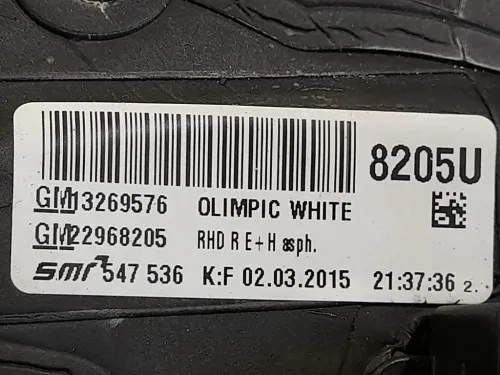 8205U
GM13269576 OLIMPIC WHITE
GM22968205 RHD R E+H asph.
smr 547 536 K:F 02.03.2015 21:37:36 2.